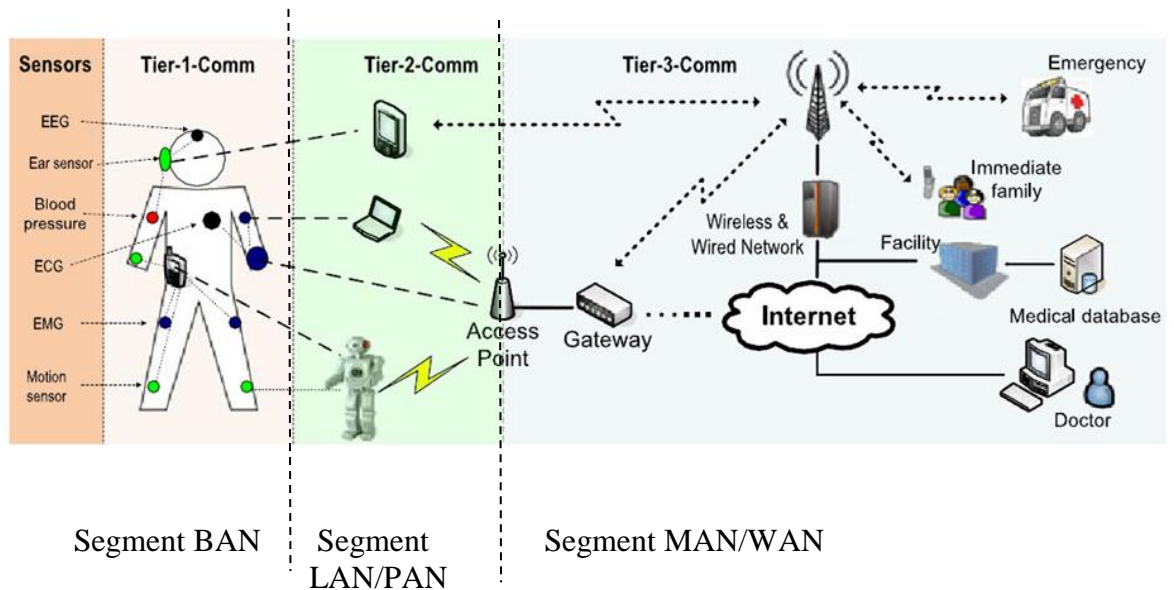 Sensors
Tier-1-Comm
Tier-2-Comm
Tier-3-Comm
EEG
Ear sensor
Blood
pressure
ECG
EMG
Motion
sensor
Access
Point
Gateway
Wireless &
Wired Network
Internet
Emergency
Immediate
family
Facility
Medical database
Doctor
Segment BAN
Segment
LAN/PAN
Segment MAN/WAN